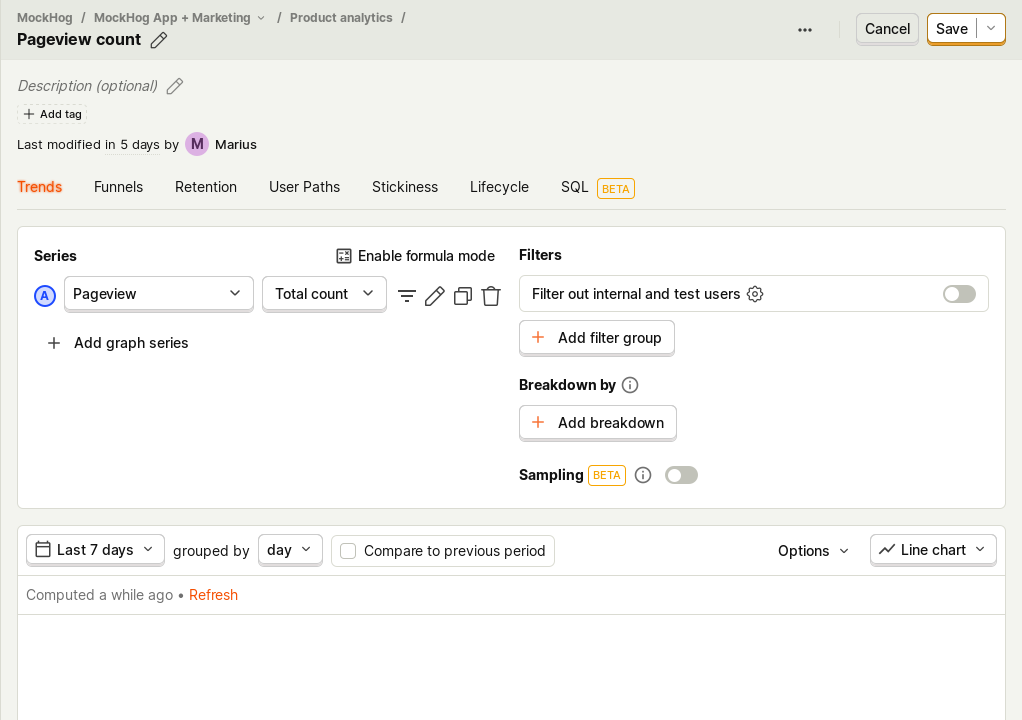 MockHog / MockHog App + Marketing / Product analytics /
Pageview count
Cancel
Save
Description (optional)
Add tag
Last modified in 5 days by M Marius
Trends Funnels Retention User Paths Stickiness Lifecycle SQL BETA
Series
Enable formula mode
A Pageview Total count
Add graph series
Filters
Filter out internal and test users
Add filter group
Breakdown by
Add breakdown
Sampling BETA
Last 7 days grouped by day Compare to previous period Options Line chart
Computed a while ago • Refresh